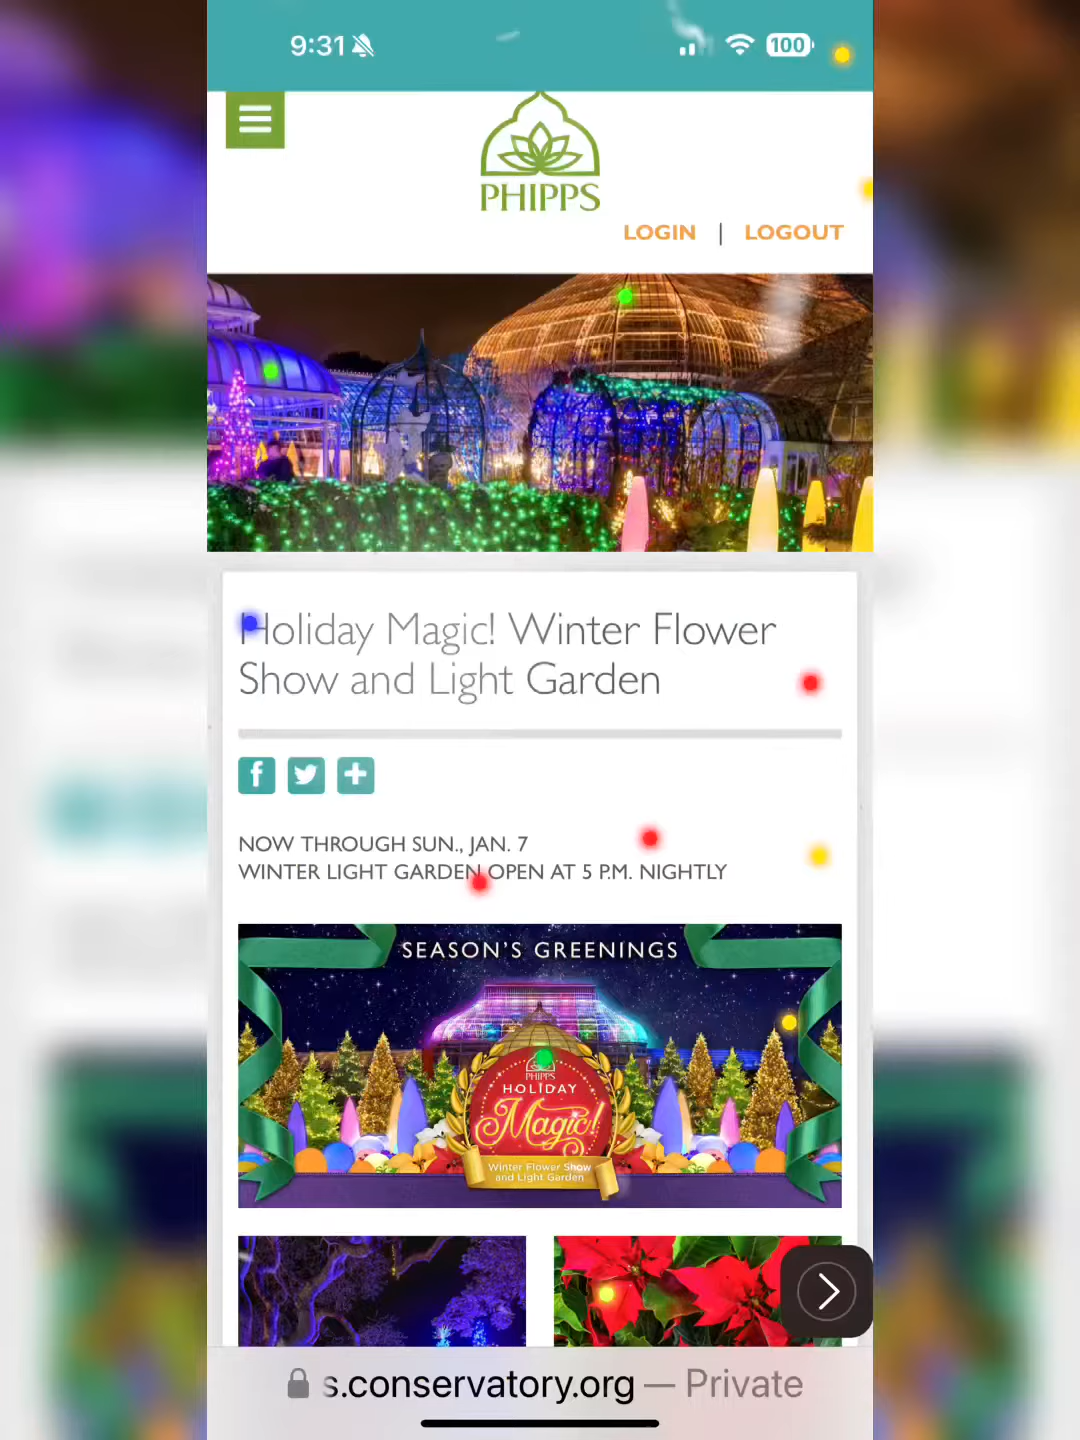 9:31
100
PHIPPS
LOGIN | LOGOUT
Holiday Magic! Winter Flower
Show and Light Garden
NOW THROUGH SUN., JAN. 7
WINTER LIGHT GARDEN OPEN AT 5 P.M. NIGHTLY
SEASON'S GREENINGS
PHIPPS
HOLIDAY
Magic!
Winter Flower Show
and Light Garden
s.conservatory.org — Private